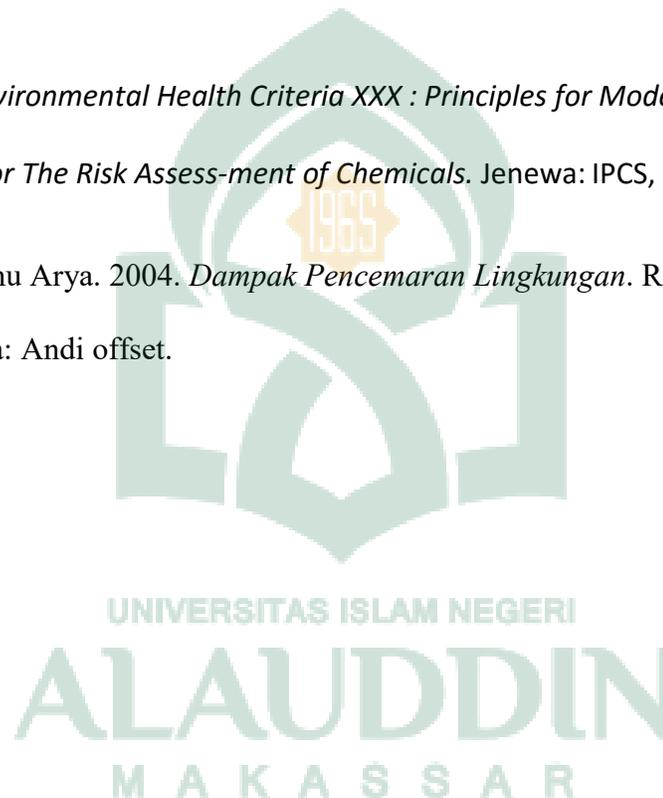 vironmental Health Criteria XXX : Principles for Mode
or The Risk Assess-ment of Chemicals. Jenewa: IPCS,
1965
nu Arya. 2004. Dampak Pencemaran Lingkungan. R
a: Andi offset.
UNIVERSITAS ISLAM NEGERI
ALAUDDIN
MAKASSAR